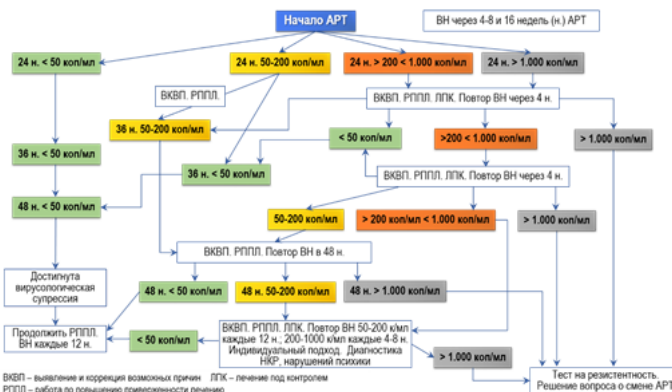 Начало АРТ
ВН через 4-8 и 16 недель (н.) АРТ
24 н. < 50 коп/мл
24 н. 50-200 коп/мл
24 н. > 200 < 1.000 коп/мл
24 н. > 1.000 коп/мл
ВКВП. РППЛ.
ВКВП. РППЛ. ЛПК. Повтор ВН через 4 н.
36 н. 50-200 коп/мл
< 50 коп/мл
>200 < 1.000 коп/мл
> 1.000 коп/мл
36 н. < 50 коп/мл
36 н. < 50 коп/мл
ВКВП. РППЛ. ЛПК. Повтор ВН через 4 н.
48 н. < 50 коп/мл
50-200 коп/мл
> 200 коп/мл < 1.000 коп/мл
> 1.000 коп/мл
ВКВП. РППЛ. Повтор ВН в 48 н.
Достигнута
вирусологическая
супрессия
48 н. < 50 коп/мл
48 н. 50-200 коп/мл
48 н. > 1.000 коп/мл
Продолжить РППЛ.
ВН каждые 12 н.
< 50 коп/мл
ВКВП. РППЛ. ЛПК. Повтор ВН 50-200 к/мл
каждые 12 н.; 200-1000 к/мл каждые 4-8 н.
Индивидуальный подход. Диагностика
НКР, нарушений психики
> 1.000 коп/мл
Тест на резистентность.
Решение вопроса о смене АРТ
ВКВП – выявление и коррекция возможных причин ЛПК – лечение под контролем
РППЛ – работа по повышению приверженности лечению